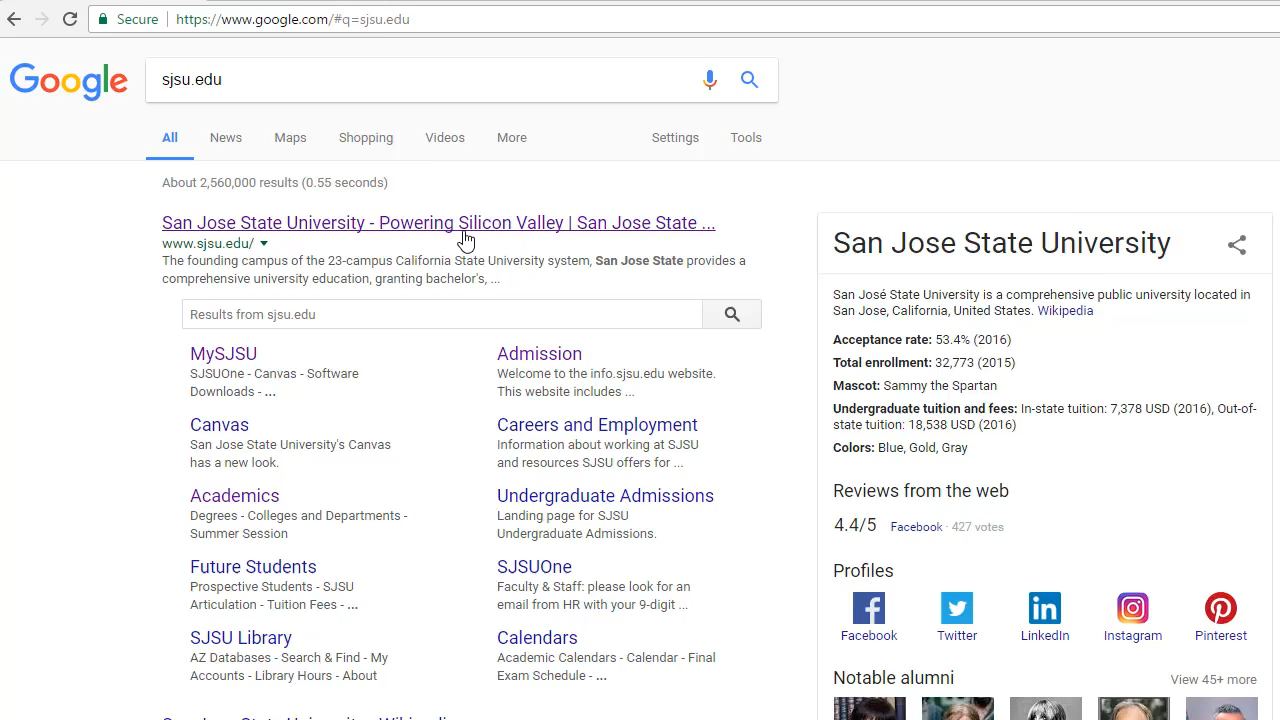 Secure
https://www.google.com/#q=sjsu.edu
Google
sjsu.edu
All News Maps Shopping Videos More Settings Tools
About 2,560,000 results (0.55 seconds)
San Jose State University - Powering Silicon Valley | San Jose State ...
www.sjsu.edu/
The founding campus of the 23-campus California State University system, San Jose State provides a
comprehensive university education, granting bachelor's, ...
Results from sjsu.edu
MySJSU
SJSUOne - Canvas - Software
Downloads - ...
Admission
Welcome to the info.sjsu.edu website.
This website includes ...
Canvas
San Jose State University's Canvas
has a new look.
Careers and Employment
Information about working at SJSU
and resources SJSU offers for ...
Academics
Degrees - Colleges and Departments -
Summer Session
Undergraduate Admissions
Landing page for SJSU
Undergraduate Admissions.
Future Students
Prospective Students - SJSU
Articulation - Tuition Fees - ...
SJSUOne
Faculty & Staff: please look for an
email from HR with your 9-digit ...
SJSU Library
AZ Databases - Search & Find - My
Accounts - Library Hours - About
Calendars
Academic Calendars - Calendar - Final
Exam Schedule - ...
San Jose State University
San José State University is a comprehensive public university located in
San Jose, California, United States. Wikipedia
Acceptance rate: 53.4% (2016)
Total enrollment: 32,773 (2015)
Mascot: Sammy the Spartan
Undergraduate tuition and fees: In-state tuition: 7,378 USD (2016), Out-of-
state tuition: 18,538 USD (2016)
Colors: Blue, Gold, Gray
Reviews from the web
4.4/5 Facebook · 427 votes
Profiles
Facebook Twitter LinkedIn Instagram Pinterest
Notable alumni View 45+ more